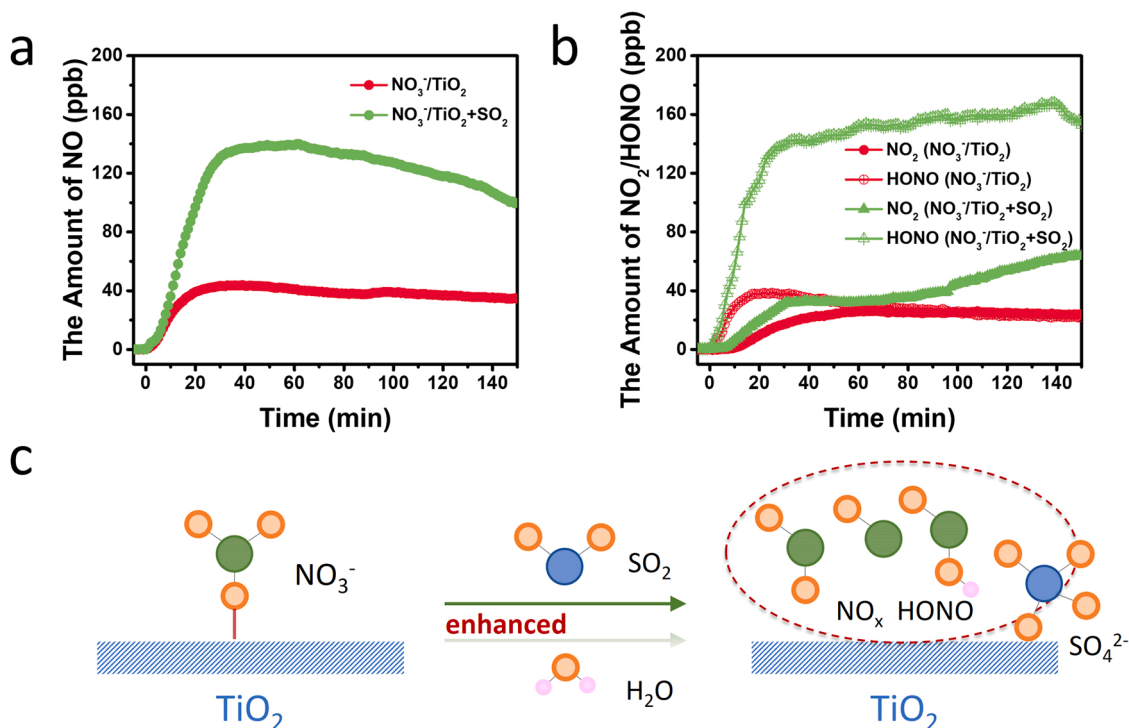 a
The Amount of NO (ppb)
200
160
120
80
40
0
NO₃⁻/TiO₂
NO₃⁻/TiO₂+SO₂
0 20 40 60 80 100 120 140
Time (min)
b
The Amount of NO₂/HONO (ppb)
200
160
120
80
40
0
NO₂ (NO₃⁻/TiO₂)
HONO (NO₃⁻/TiO₂)
NO₂ (NO₃⁻/TiO₂+SO₂)
HONO (NO₃⁻/TiO₂+SO₂)
0 20 40 60 80 100 120 140
Time (min)
c
NO₃⁻
TiO₂
SO₂
enhanced
H₂O
NOₓ HONO
SO₄²⁻
TiO₂